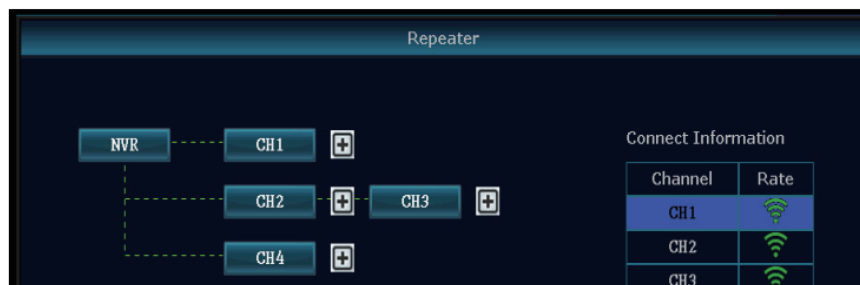 Repeater
NVR CH1
CH2 CH3
CH4
Connect Information
Channel Rate
CH1
CH2
CH3